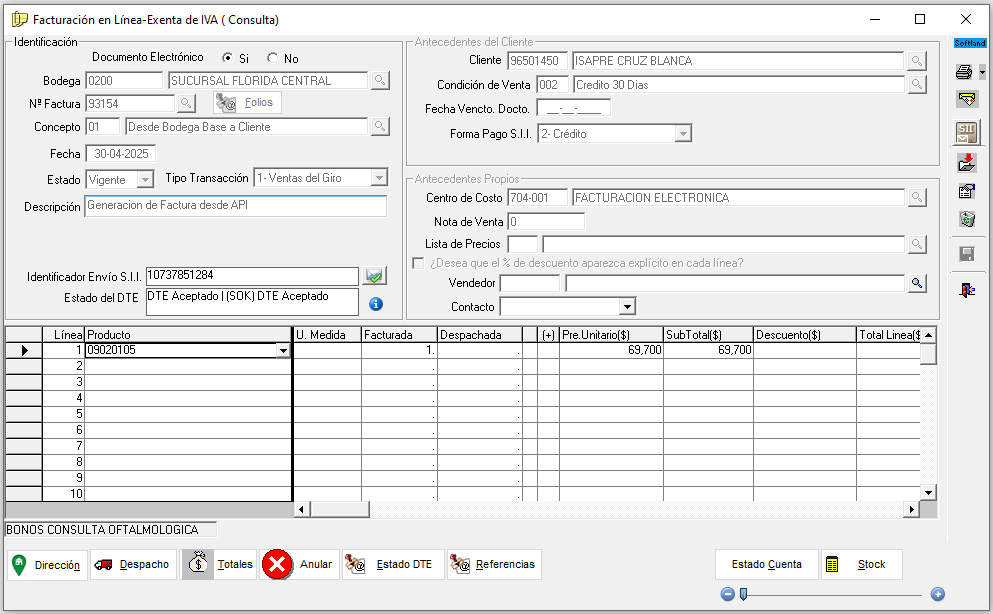 Facturación en Línea-Exenta de IVA ( Consulta)
Identificación
Documento Electrónico Si No
Bodega 0200 SUCURSAL FLORIDA CENTRAL
Nº Factura 93154 Folios
Concepto 01 Desde Bodega Base a Cliente
Fecha 30-04-2025
Estado Vigente Tipo Transacción 1- Ventas del Giro
Descripción Generacion de Factura desde API
Identificador Envío S.I.I. 10737851284
Estado del DTE DTE Aceptado | (SOK) DTE Aceptado
Antecedentes del Cliente
Cliente 96501450 ISAPRE CRUZ BLANCA
Condición de Venta 002 Credito 30 Dias
Fecha Vencto. Docto. __-__-____
Forma Pago S.I.I. 2- Crédito
Antecedentes Propios
Centro de Costo 704-001 FACTURACION ELECTRONICA
Nota de Venta 0
Lista de Precios
¿Desea que el % de descuento aparezca explícito en cada línea?
Vendedor
Contacto
Softland
SII
Línea Producto U. Medida Facturada Despachada (+) Pre.Unitario($) SubTotal($) Descuento($) Total Linea($
1 09020105 1. . 69,700 69,700
2 . .
3 . .
4 . .
5 . .
6 . .
7 . .
8 . .
9 . .
10 . .
BONOS CONSULTA OFTALMOLOGICA
Dirección Despacho Totales Anular Estado DTE Referencias Estado Cuenta Stock